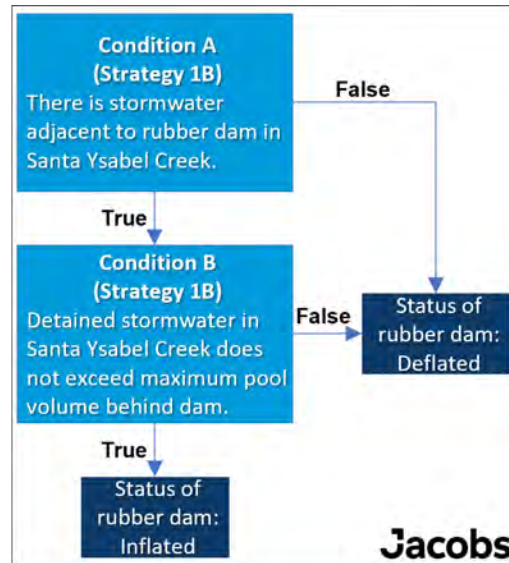 Condition A
(Strategy 1B)
There is stormwater
adjacent to rubber dam in
Santa Ysabel Creek.
False
True
Condition B
(Strategy 1B)
Detained stormwater in
Santa Ysabel Creek does
not exceed maximum pool
volume behind dam.
False
Status of
rubber dam:
Deflated
True
Status of
rubber dam:
Inflated
Jacobs